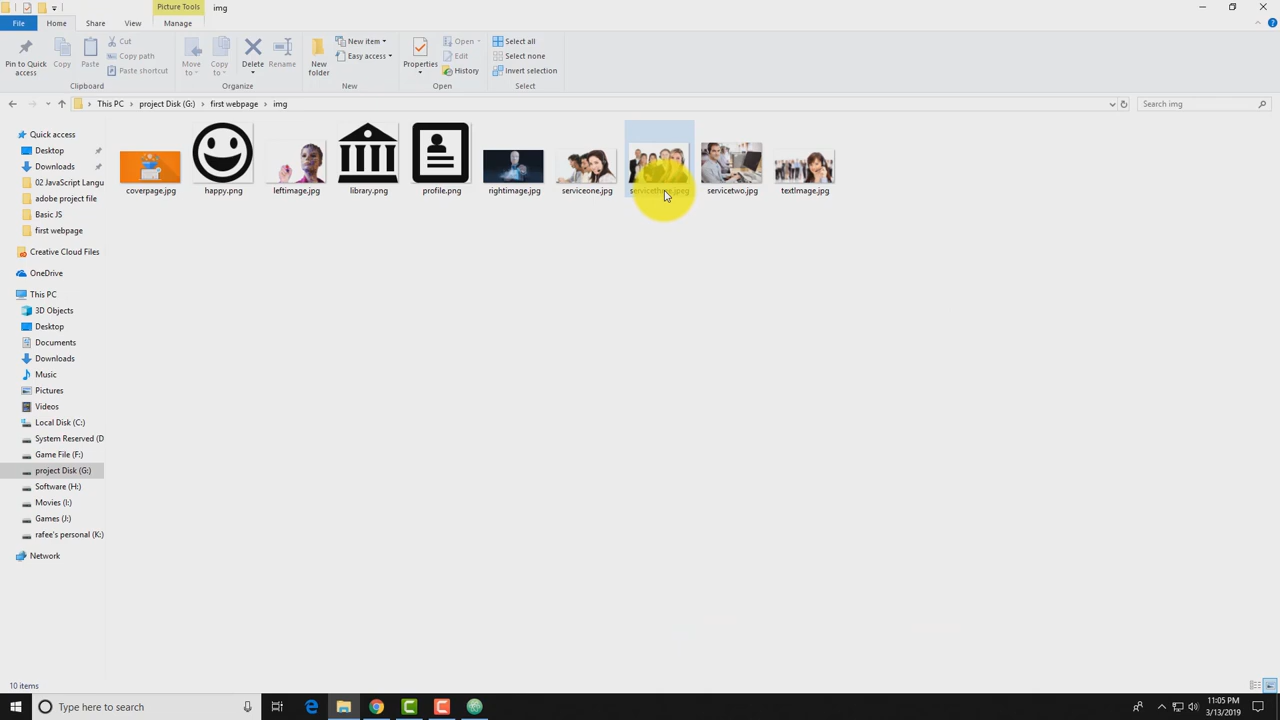 Picture Tools
img
File
Home
Share
View
Manage
Pin to Quick access
Copy
Paste
Cut
Copy path
Paste shortcut
Clipboard
Move to
Copy to
Delete
Rename
Organize
New folder
New item
Easy access
New
Properties
Open
Edit
History
Open
Select all
Select none
Invert selection
Select
This PC
project Disk (G:)
first webpage
img
Search img
Quick access
Desktop
Downloads
02 JavaScript Langu
adobe project file
Basic JS
first webpage
Creative Cloud Files
OneDrive
This PC
3D Objects
Desktop
Documents
Downloads
Music
Pictures
Videos
Local Disk (C:)
System Reserved (D
Game File (F:)
project Disk (G:)
Software (H:)
Movies (I:)
Games (J:)
rafee's personal (K:)
Network
coverpage.jpg
happy.png
leftimage.jpg
library.png
profile.png
rightimage.jpg
serviceone.jpg
servicetwo.jpg
textImage.jpg
10 items
Type here to search
11:05 PM
3/13/2019